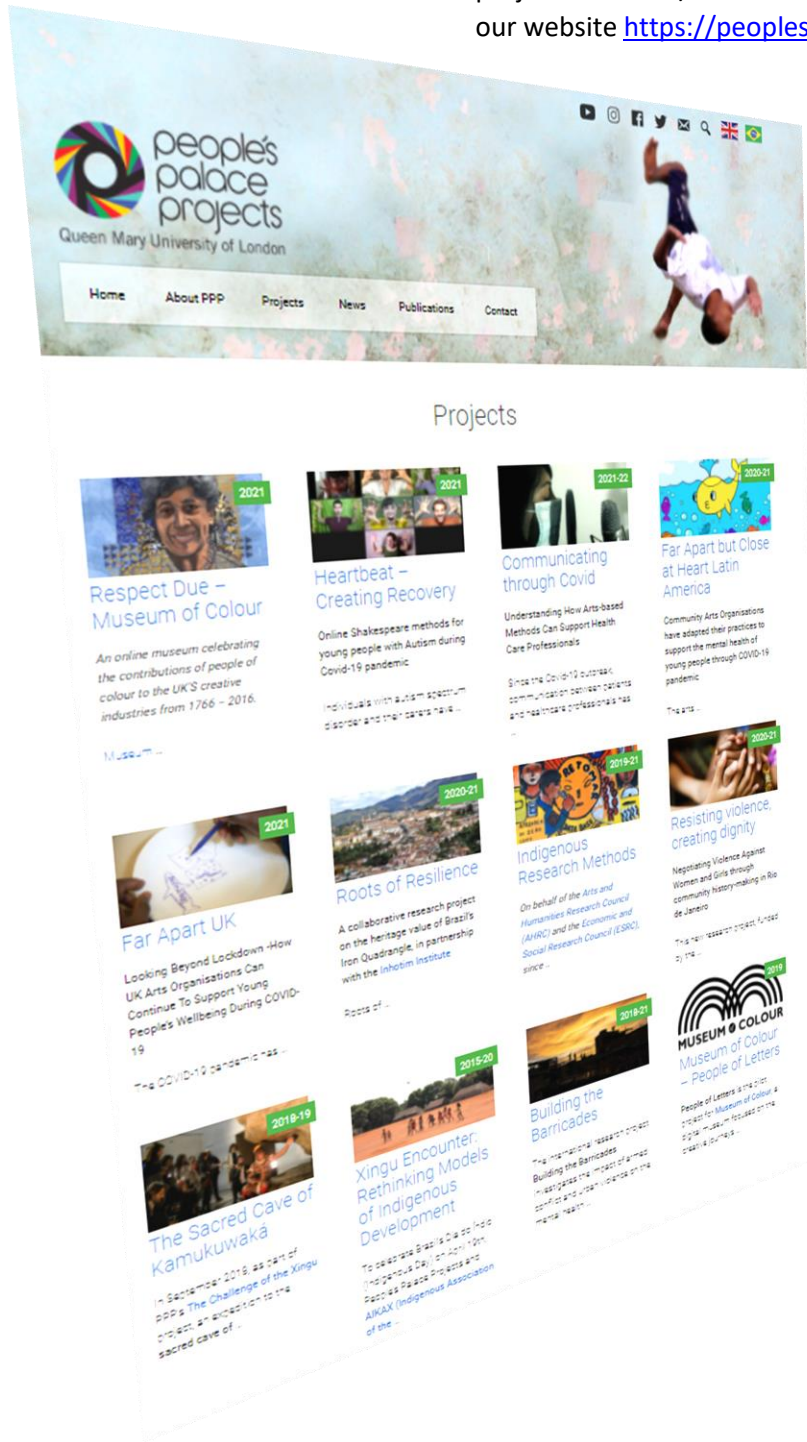 our website https://peoples
people's
palace
projects
Queen Mary University of London
Home About PPP Projects News Publications Contact
Projects
2021
Respect Due –
Museum of Colour
An online museum celebrating
the contributions of people of
colour to the UK'S creative
industries from 1766 – 2016.
Museum ...
2021
Heartbeat –
Creating Recovery
Online Shakespeare methods for
young people with Autism during
Covid-19 pandemic
Individuals with autism spectrum
disorder and their carers have ...
2021-22
Communicating
through Covid
Understanding How Arts-based
Methods Can Support Health
Care Professionals
Since the Covid-19 outbreak,
communication between patients
and healthcare professionals has
...
2020-21
Far Apart but Close
at Heart Latin
America
Community Arts Organisations
have adapted their practices to
support the mental health of
young people through COVID-19
pandemic
The arts ...
2021
Far Apart UK
Looking Beyond Lockdown -How
UK Arts Organisations Can
Continue To Support Young
People's Wellbeing During COVID-
19
The COVID-19 pandemic has ...
2020-21
Roots of Resilience
A collaborative research project
on the heritage value of Brazil's
Iron Quadrangle, in partnership
with the Inhotim Institute
Roots of ...
2019-21
RETOMAR
Indigenous
Research Methods
On behalf of the Arts and
Humanities Research Council
(AHRC) and the Economic and
Social Research Council (ESRC),
since ...
2020-21
Resisting violence,
creating dignity
Negotiating Violence Against
Women and Girls through
community history-making in Rio
de Janeiro
This new research project, funded
by the ...
2018-19
The Sacred Cave of
Kamukuwaká
In September 2018, as part of
PPP's The Challenge of the Xingu
project, an expedition to the
sacred cave of ...
2015-20
Xingu Encounter:
Rethinking Models
of Indigenous
Development
To celebrate Brazil's Dia do Índio
(Indigenous Day) on April 19th,
People's Palace Projects and
AIKAX (Indigenous Association
of the ...
2018-21
Building the
Barricades
The international research project
Building the Barricades
investigates the impact of armed
conflict and urban violence on the
mental health ...
2019
MUSEUM of COLOUR
Museum of Colour
– People of Letters
People of Letters is the pilot
project for Museum of Colour, a
digital museum focused on the
creative journeys ...